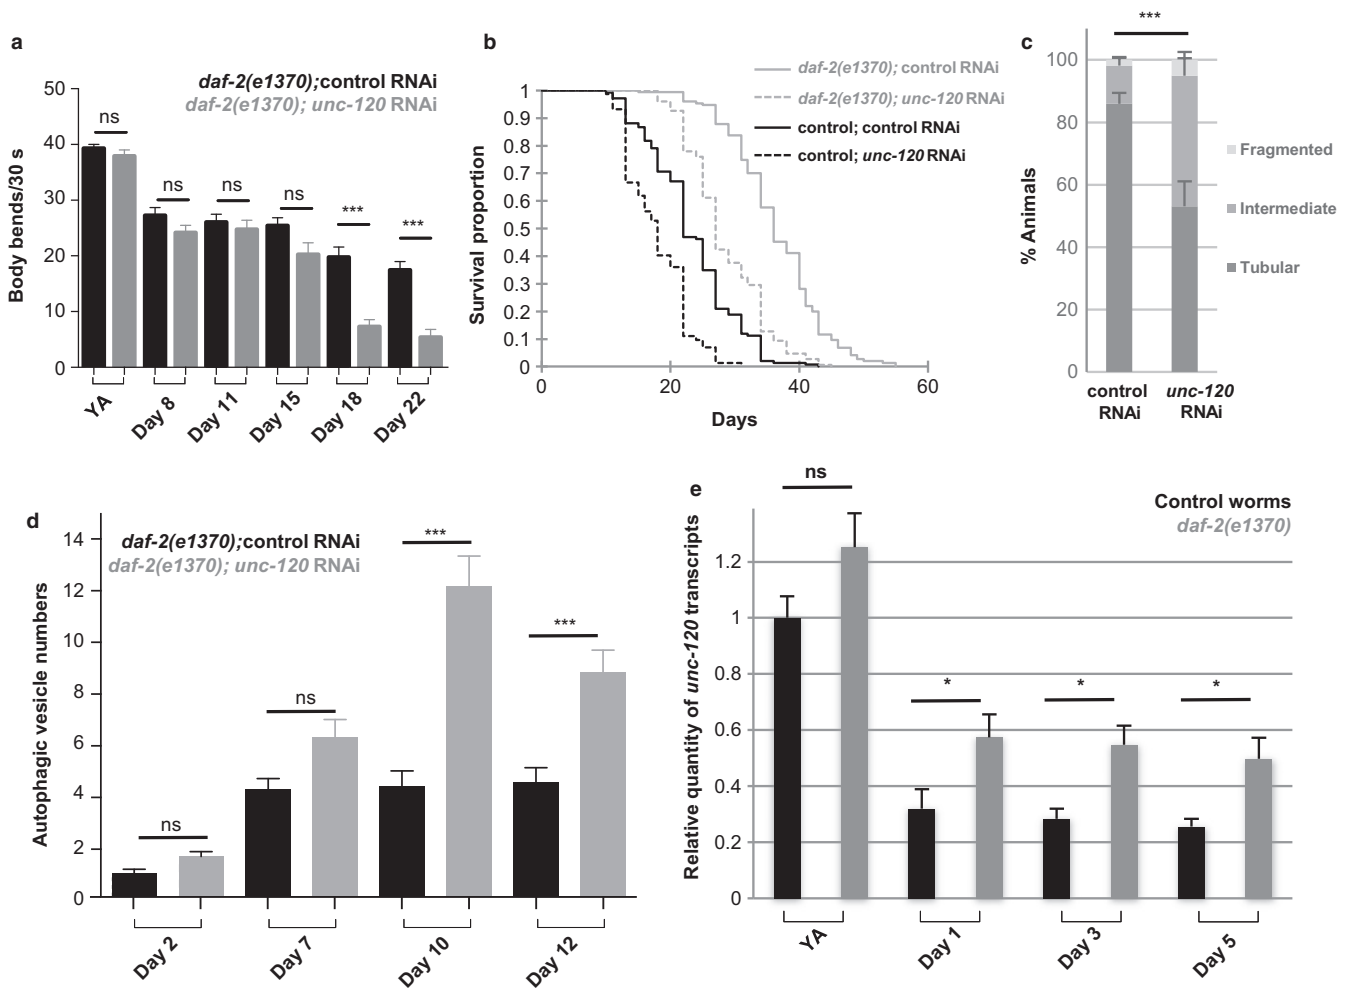 a
daf-2(e1370);control RNAi
daf-2(e1370); unc-120 RNAi
Body bends/30 s
50
40
30
20
10
0
ns
ns
ns
ns
***
***
YA
Day 8
Day 11
Day 15
Day 18
Day 22
b
daf-2(e1370); control RNAi
daf-2(e1370); unc-120 RNAi
control; control RNAi
control; unc-120 RNAi
Survival proportion
1
0.9
0.8
0.7
0.6
0.5
0.4
0.3
0.2
0.1
0
0
20
40
60
Days
c
***
% Animals
100
80
60
40
20
0
Fragmented
Intermediate
Tubular
control
RNAi
unc-120
RNAi
d
daf-2(e1370);control RNAi
daf-2(e1370); unc-120 RNAi
Autophagic vesicle numbers
14
12
10
8
6
4
2
0
ns
ns
***
***
Day 2
Day 7
Day 10
Day 12
e
Control worms
daf-2(e1370)
Relative quantity of unc-120 transcripts
1.2
1
0.8
0.6
0.4
0.2
0
ns
*
*
*
YA
Day 1
Day 3
Day 5